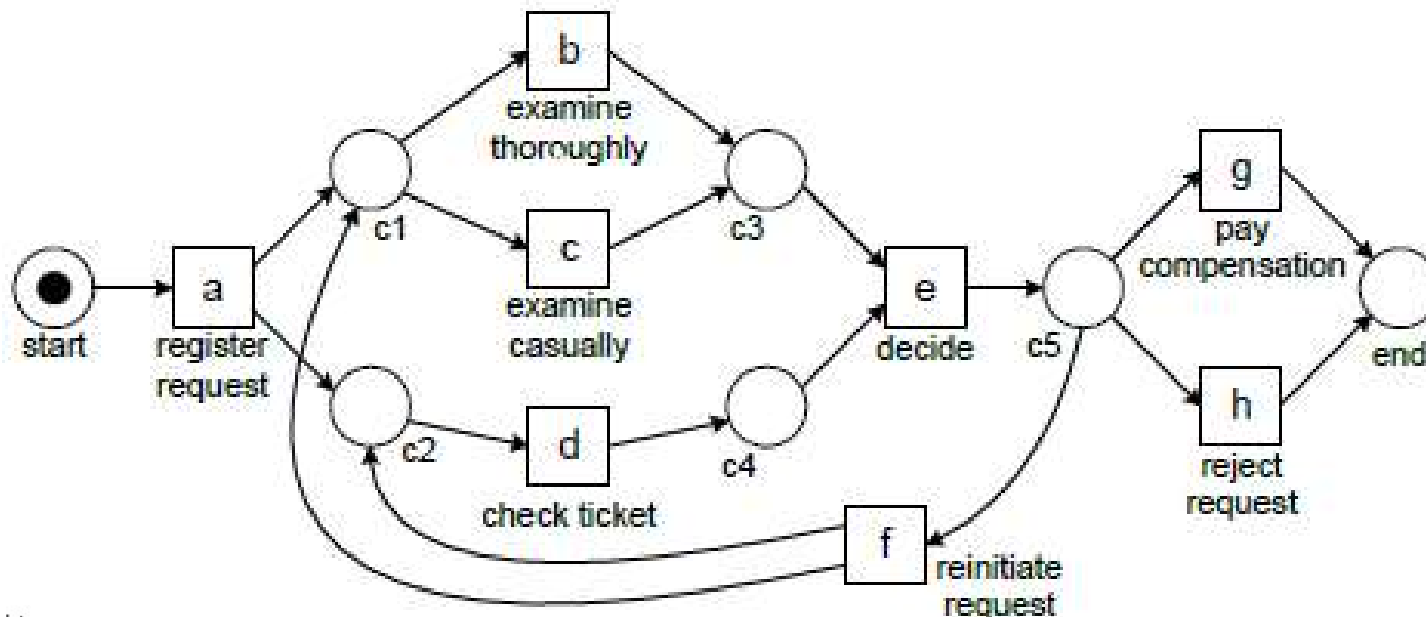 b
examine
thoroughly
g
c1
c3
pay
compensation
c
a
e
examine
casually
start
register
request
decide
c5
end
h
d
c2
c4
reject
request
check ticket
f
reinitiate
request